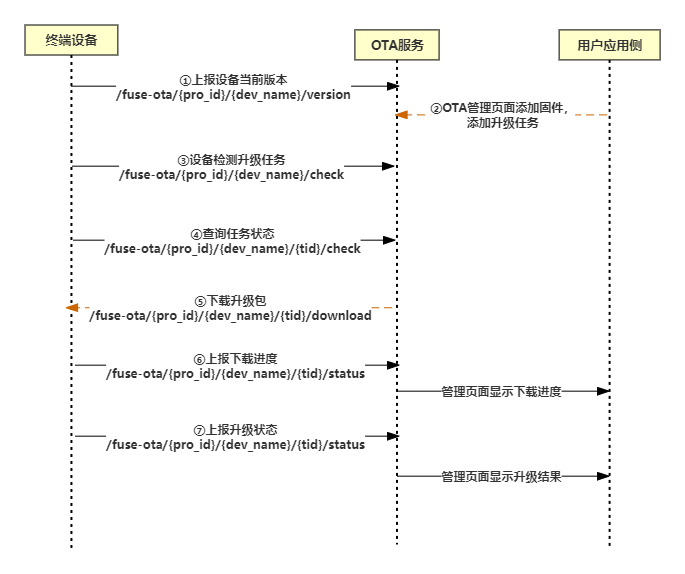 终端设备
OTA服务
用户应用侧
①上报设备当前版本
/fuse-ota/{pro_id}/{dev_name}/version
②OTA管理页面添加固件，
添加升级任务
③设备检测升级任务
/fuse-ota/{pro_id}/{dev_name}/check
④查询任务状态
/fuse-ota/{pro_id}/{dev_name}/{tid}/check
⑤下载升级包
/fuse-ota/{pro_id}/{dev_name}/{tid}/download
⑥上报下载进度
/fuse-ota/{pro_id}/{dev_name}/{tid}/status
管理页面显示下载进度
⑦上报升级状态
/fuse-ota/{pro_id}/{dev_name}/{tid}/status
管理页面显示升级结果